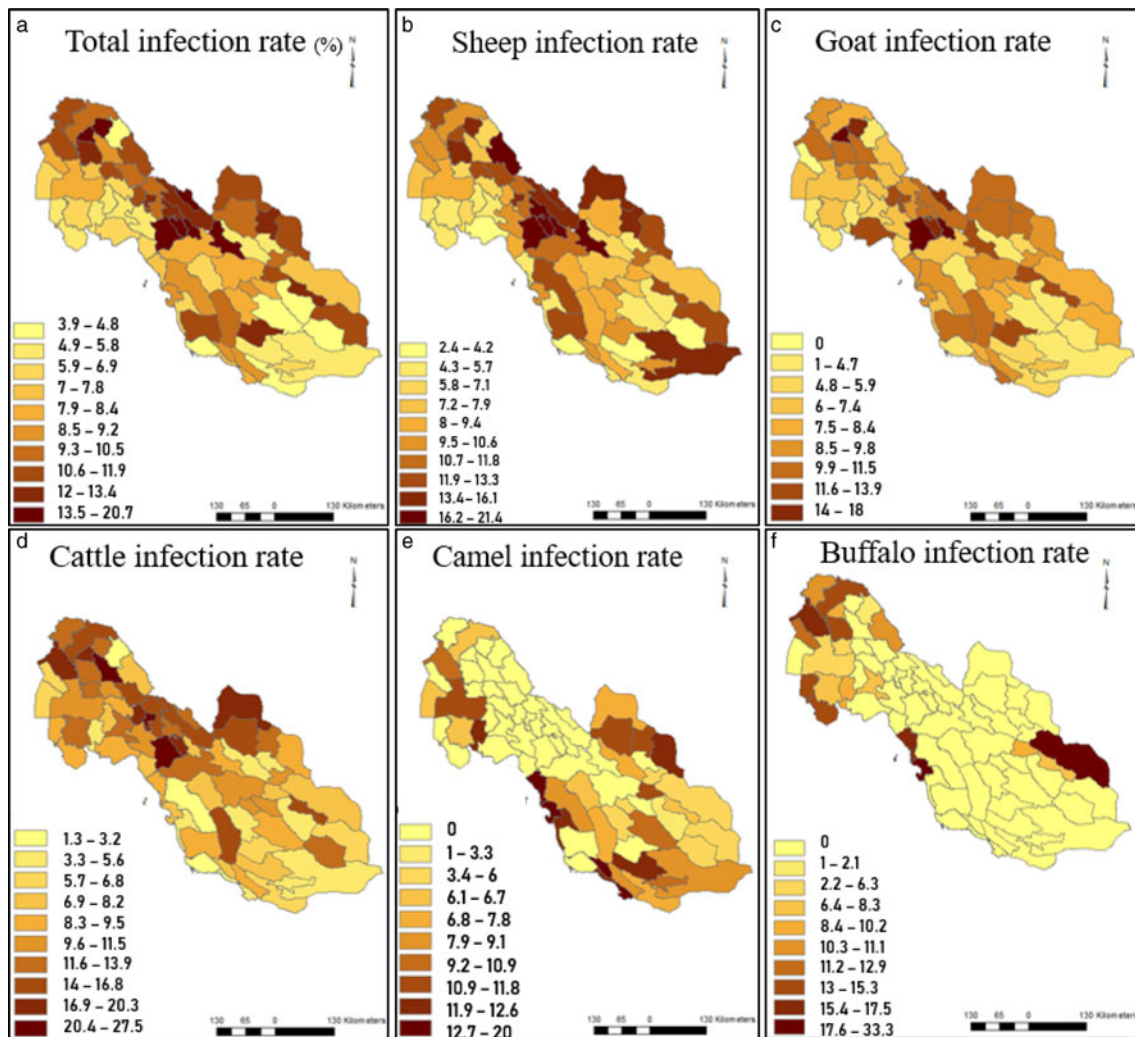 a
Total infection rate (%)
N
3.9 – 4.8
4.9 – 5.8
5.9 – 6.9
7 – 7.8
7.9 – 8.4
8.5 – 9.2
9.3 – 10.5
10.6 – 11.9
12 – 13.4
13.5 – 20.7
130 65 0 130 Kilometers
b
Sheep infection rate
N
2.4 – 4.2
4.3 – 5.7
5.8 – 7.1
7.2 – 7.9
8 – 9.4
9.5 – 10.6
10.7 – 11.8
11.9 – 13.3
13.4 – 16.1
16.2 – 21.4
130 65 0 130 Kilometers
c
Goat infection rate
N
0
1 – 4.7
4.8 – 5.9
6 – 7.4
7.5 – 8.4
8.5 – 9.8
9.9 – 11.5
11.6 – 13.9
14 – 18
130 65 0 130 Kilometers
d
Cattle infection rate
N
1.3 – 3.2
3.3 – 5.6
5.7 – 6.8
6.9 – 8.2
8.3 – 9.5
9.6 – 11.5
11.6 – 13.9
14 – 16.8
16.9 – 20.3
20.4 – 27.5
130 65 0 130 Kilometers
e
Camel infection rate
N
0
1 – 3.3
3.4 – 6
6.1 – 6.7
6.8 – 7.8
7.9 – 9.1
9.2 – 10.9
10.9 – 11.8
11.9 – 12.6
12.7 – 20
130 65 0 130 Kilometers
f
Buffalo infection rate
N
0
1 – 2.1
2.2 – 6.3
6.4 – 8.3
8.4 – 10.2
10.3 – 11.1
11.2 – 12.9
13 – 15.3
15.4 – 17.5
17.6 – 33.3
130 65 0 130 Kilometers